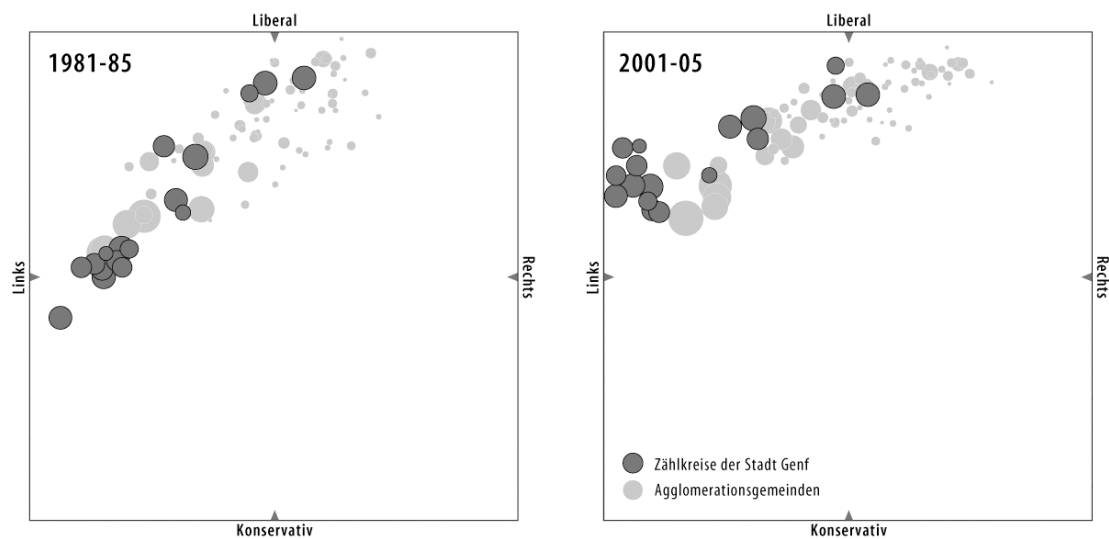 Liberal
1981-85
Links
Rechts
Konservativ
Liberal
2001-05
Links
Rechts
Zählkreise der Stadt Genf
Agglomerationsgemeinden
Konservativ